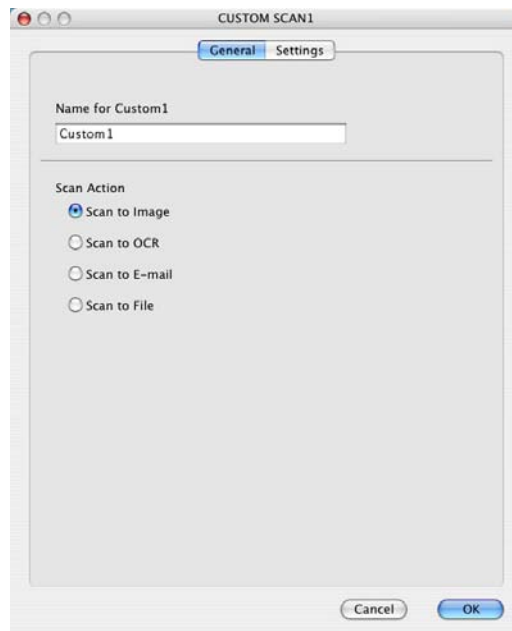 CUSTOM SCAN1
General Settings
Name for Custom1
Custom1
Scan Action
Scan to Image
Scan to OCR
Scan to E-mail
Scan to File
Cancel OK